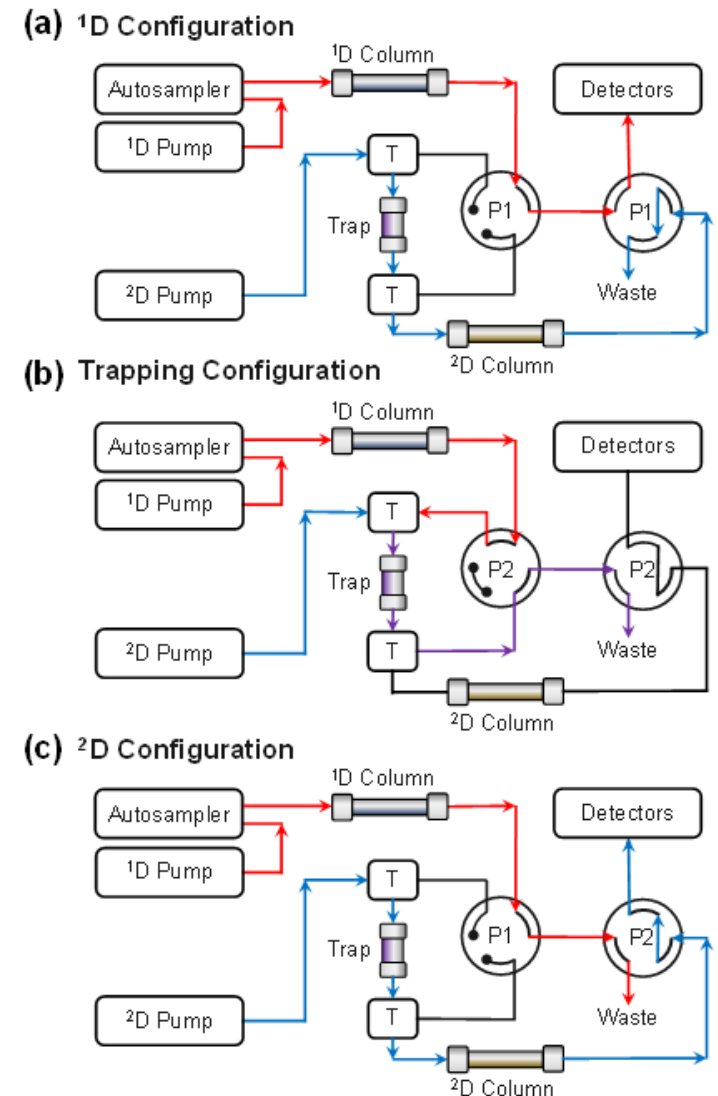 (a) ¹D Configuration
¹D Column
Autosampler
Detectors
¹D Pump
T
P1
P1
Trap
²D Pump
T
Waste
²D Column
(b) Trapping Configuration
¹D Column
Autosampler
Detectors
¹D Pump
T
P2
P2
Trap
²D Pump
T
Waste
²D Column
(c) ²D Configuration
¹D Column
Autosampler
Detectors
¹D Pump
T
P1
P2
Trap
²D Pump
T
Waste
²D Column